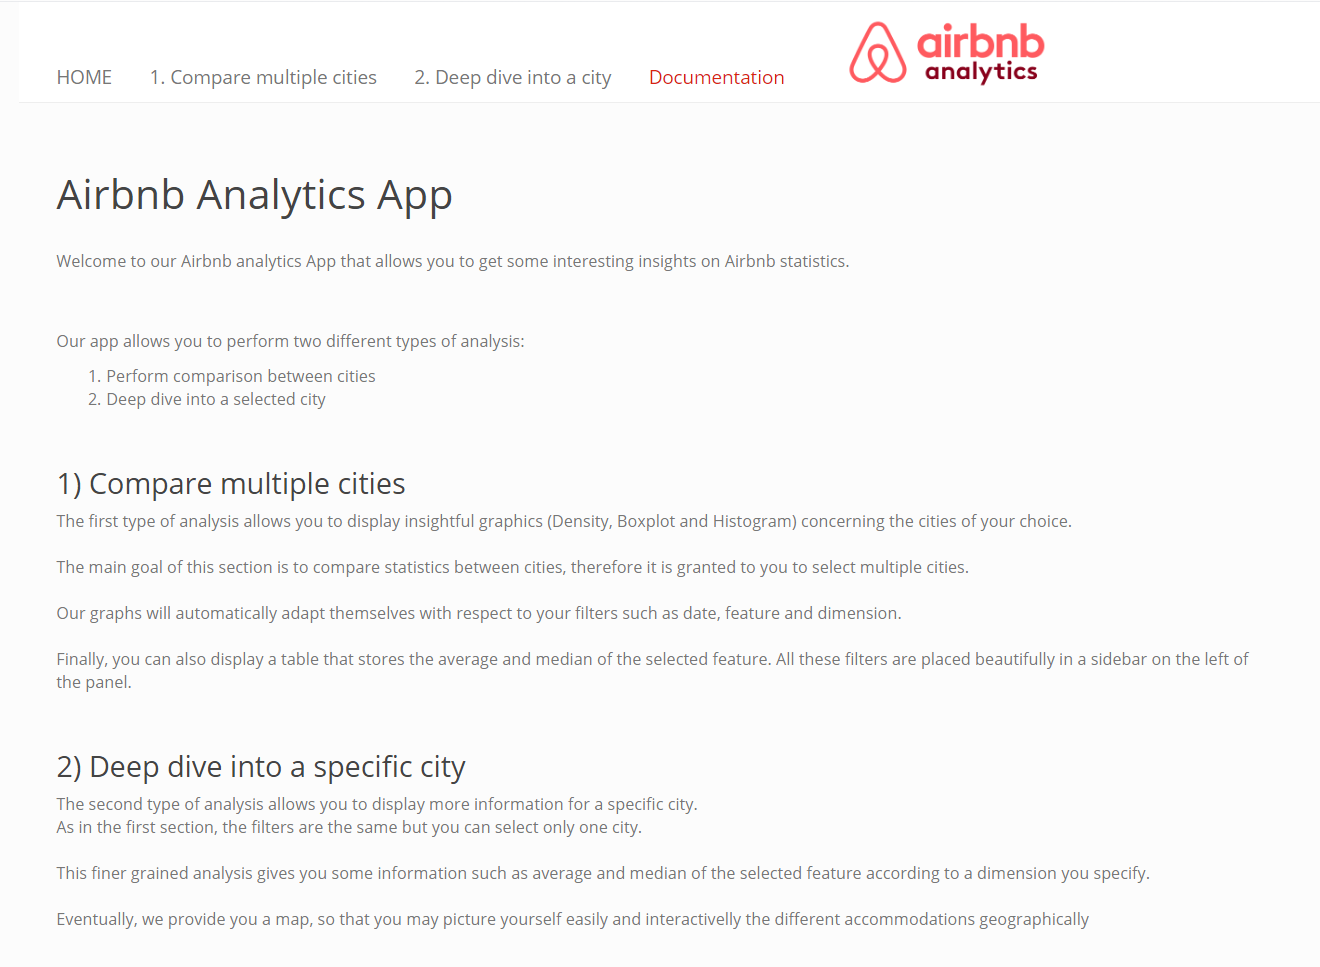 HOME 1. Compare multiple cities 2. Deep dive into a city Documentation airbnb
analytics
Airbnb Analytics App
Welcome to our Airbnb analytics App that allows you to get some interesting insights on Airbnb statistics.
Our app allows you to perform two different types of analysis:
1. Perform comparison between cities
2. Deep dive into a selected city
1) Compare multiple cities
The first type of analysis allows you to display insightful graphics (Density, Boxplot and Histogram) concerning the cities of your choice.
The main goal of this section is to compare statistics between cities, therefore it is granted to you to select multiple cities.
Our graphs will automatically adapt themselves with respect to your filters such as date, feature and dimension.
Finally, you can also display a table that stores the average and median of the selected feature. All these filters are placed beautifully in a sidebar on the left of
the panel.
2) Deep dive into a specific city
The second type of analysis allows you to display more information for a specific city.
As in the first section, the filters are the same but you can select only one city.
This finer grained analysis gives you some information such as average and median of the selected feature according to a dimension you specify.
Eventually, we provide you a map, so that you may picture yourself easily and interactivelly the different accommodations geographically